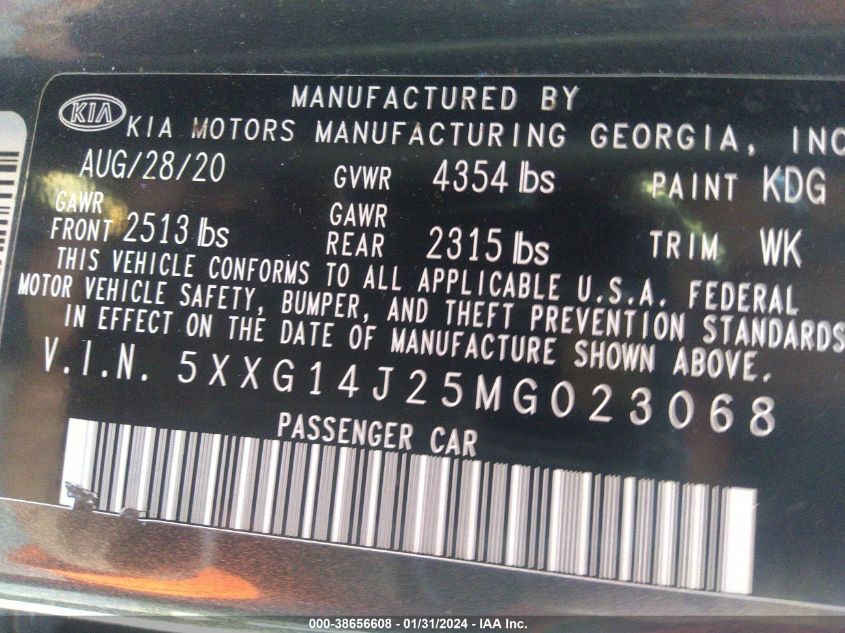 MANUFACTURED BY
KIA KIA MOTORS MANUFACTURING GEORGIA, INC
AUG/28/20 GVWR 4354 lbs PAINT KDG
GAWR FRONT 2513 lbs GAWR REAR 2315 lbs TRIM WK
THIS VEHICLE CONFORMS TO ALL APPLICABLE U.S.A. FEDERAL
MOTOR VEHICLE SAFETY, BUMPER, AND THEFT PREVENTION STANDARDS
IN EFFECT ON THE DATE OF MANUFACTURE SHOWN ABOVE.
V.I.N. 5XXG14J25MG023068
PASSENGER CAR
000-38656608 - 01/31/2024 - IAA Inc.